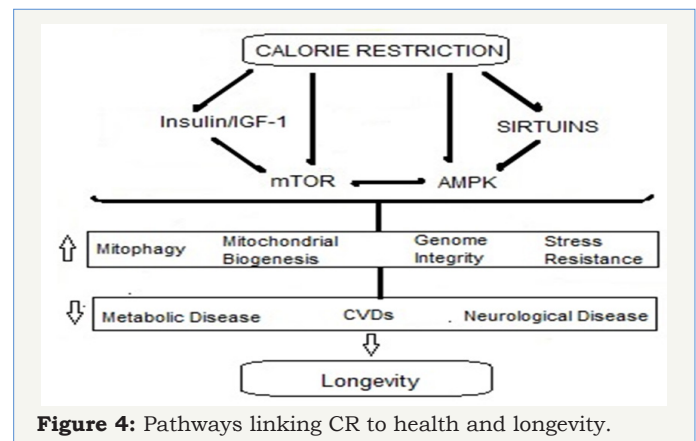 CALORIE RESTRICTION
Insulin/IGF-1
SIRTUINS
mTOR
AMPK
Mitophagy
Mitochondrial
Biogenesis
Genome
Integrity
Stress
Resistance
Metabolic Disease
CVDs
Neurological Disease
Longevity
Figure 4: Pathways linking CR to health and longevity.